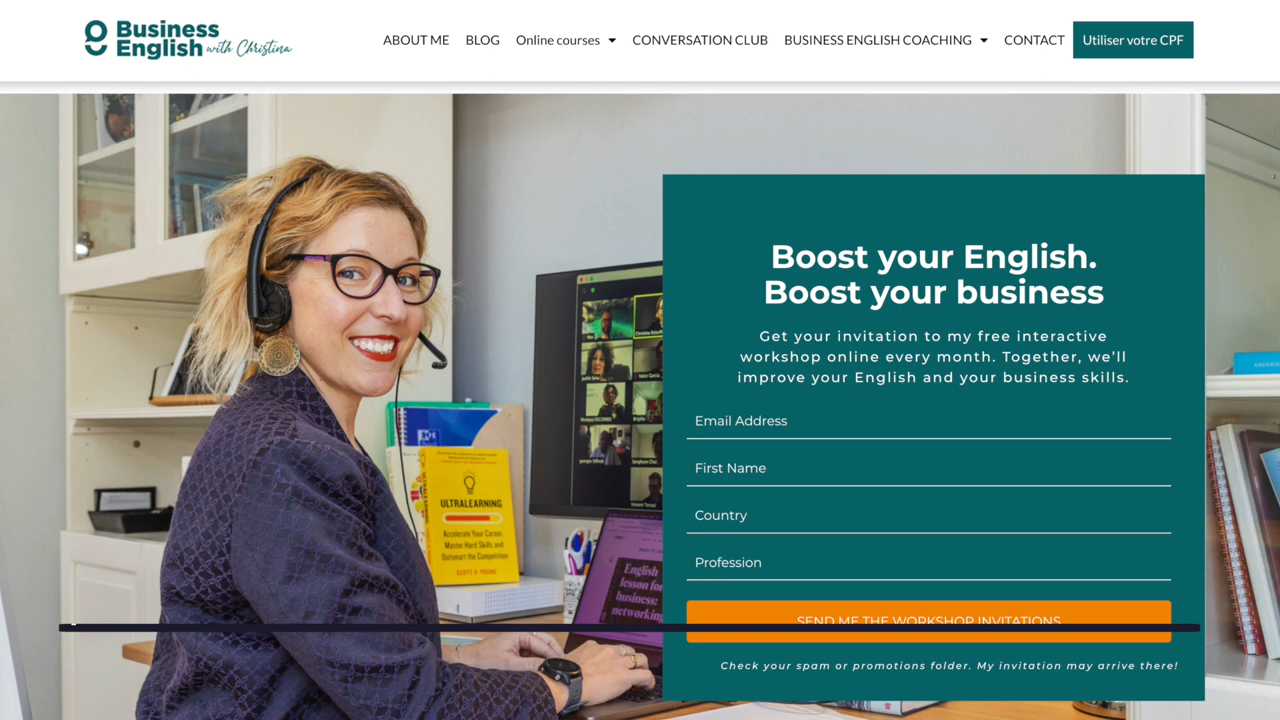 Business
English with Christina
ABOUT ME BLOG Online courses CONVERSATION CLUB BUSINESS ENGLISH COACHING CONTACT Utiliser votre CPF
Boost your English.
Boost your business
Get your invitation to my free interactive
workshop online every month. Together, we'll
improve your English and your business skills.
Email Address
First Name
Country
Profession
SEND ME THE WORKSHOP INVITATIONS
Check your spam or promotions folder. My invitation may arrive there!
ULTRALEARNING
Accelerate Your Career,
Master Hard Skills and
Outsmart the Competition
SCOTT H. YOUNG
English
lesson for
business:
networking